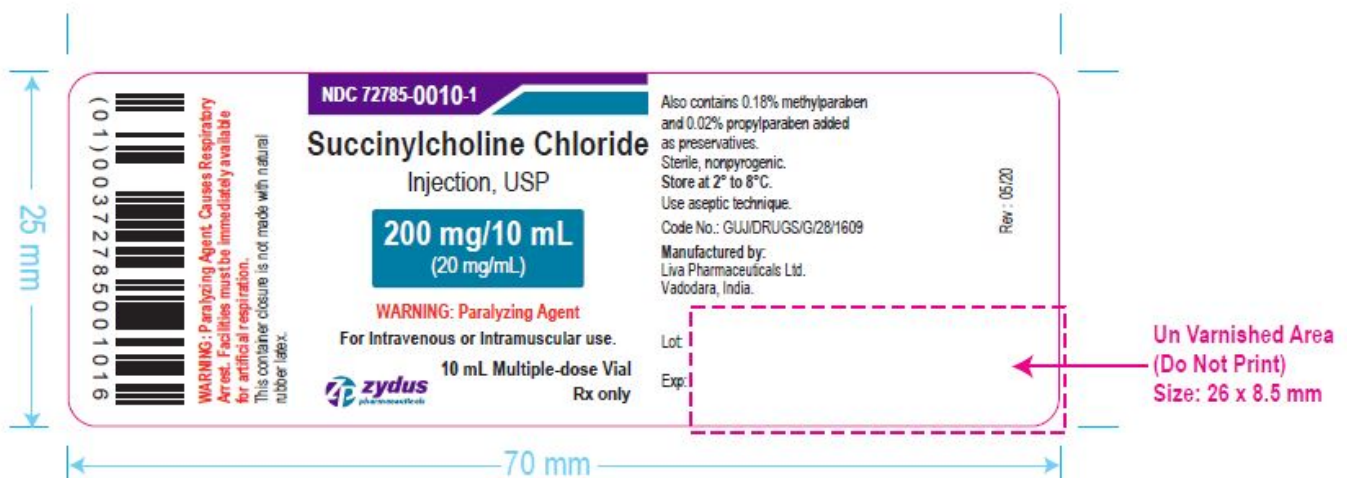 (01)00372785001016
WARNING: Paralyzing Agent. Causes Respiratory
Arrest. Facilities must be immediately available
for artificial respiration.
This container closure is not made with natural
rubber latex.
NDC 72785-0010-1
Succinylcholine Chloride
Injection, USP
200 mg/10 mL
(20 mg/mL)
WARNING: Paralyzing Agent
For Intravenous or Intramuscular use.
10 mL Multiple-dose Vial
Rx only
zydus
pharmaceuticals
Also contains 0.18% methylparaben
and 0.02% propylparaben added
as preservatives.
Sterile, nonpyrogenic.
Store at 2° to 8°C.
Use aseptic technique.
Code No.: GUJ/DRUGS/G/28/1609
Manufactured by:
Liva Pharmaceuticals Ltd.
Vadodara, India.
Lot:
Exp:
Rev : 05/20
Un Varnished Area
(Do Not Print)
Size: 26 x 8.5 mm
25 mm
70 mm